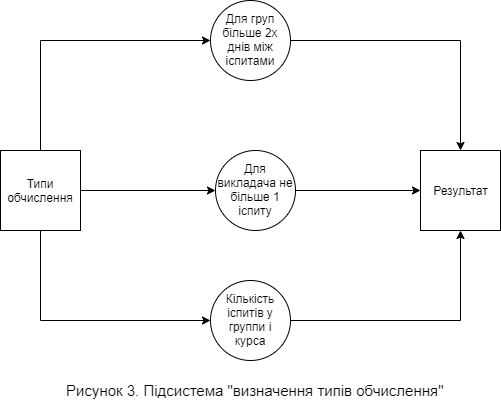 Для груп
більше 2х
днів між
іспитами
Типи
обчислення
Для
викладача не
більше 1
іспиту
Результат
Кількість
іспитів у
группи і
курса
Рисунок 3. Підсистема "визначення типів обчислення"